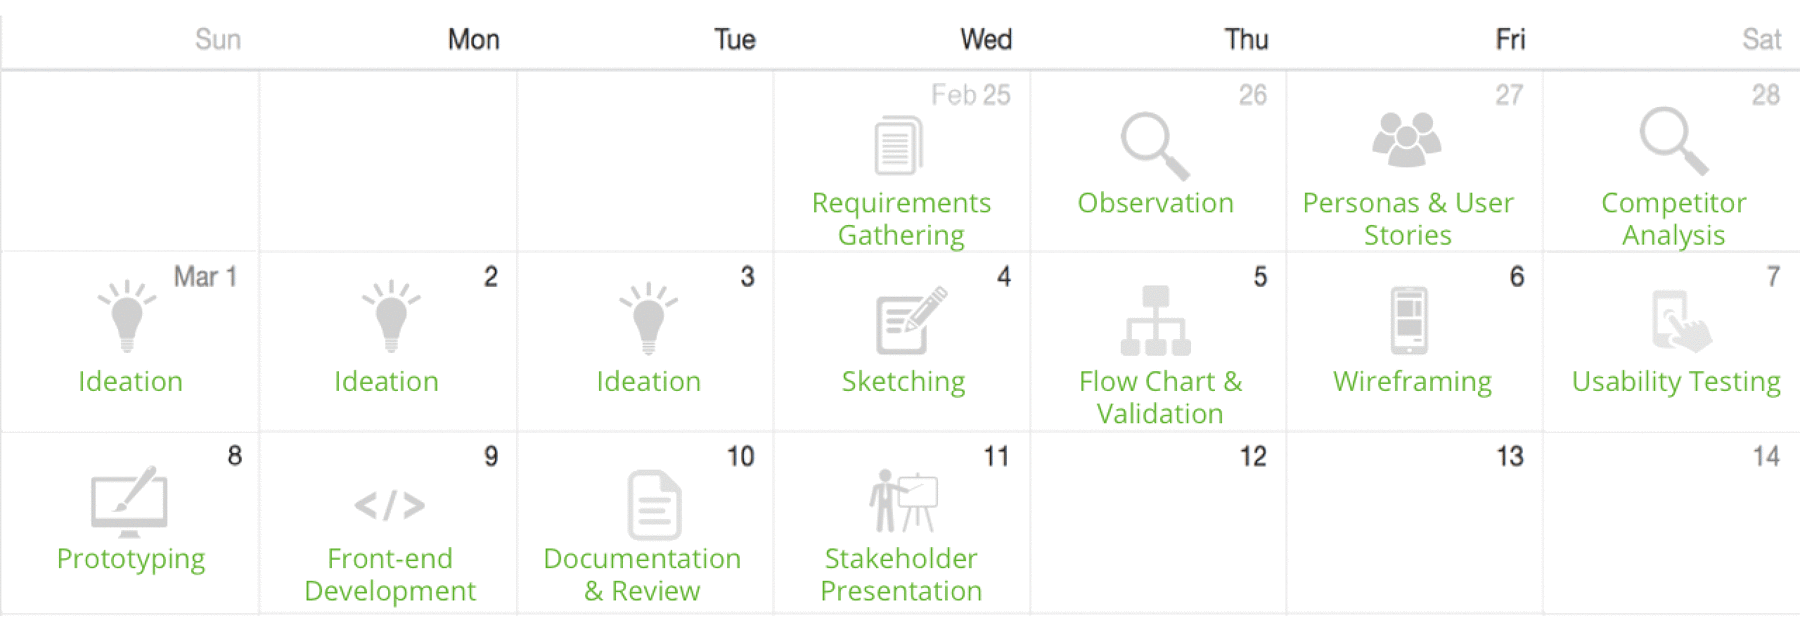 Sun Mon Tue Wed Thu Fri Sat
Feb 25 26 27 28
Requirements Gathering
Observation
Personas & User Stories
Competitor Analysis
Mar 1 2 3 4 5 6 7
Ideation
Ideation
Ideation
Sketching
Flow Chart & Validation
Wireframing
Usability Testing
8 9 10 11 12 13 14
Prototyping
</> 
Front-end Development
Documentation & Review
Stakeholder Presentation